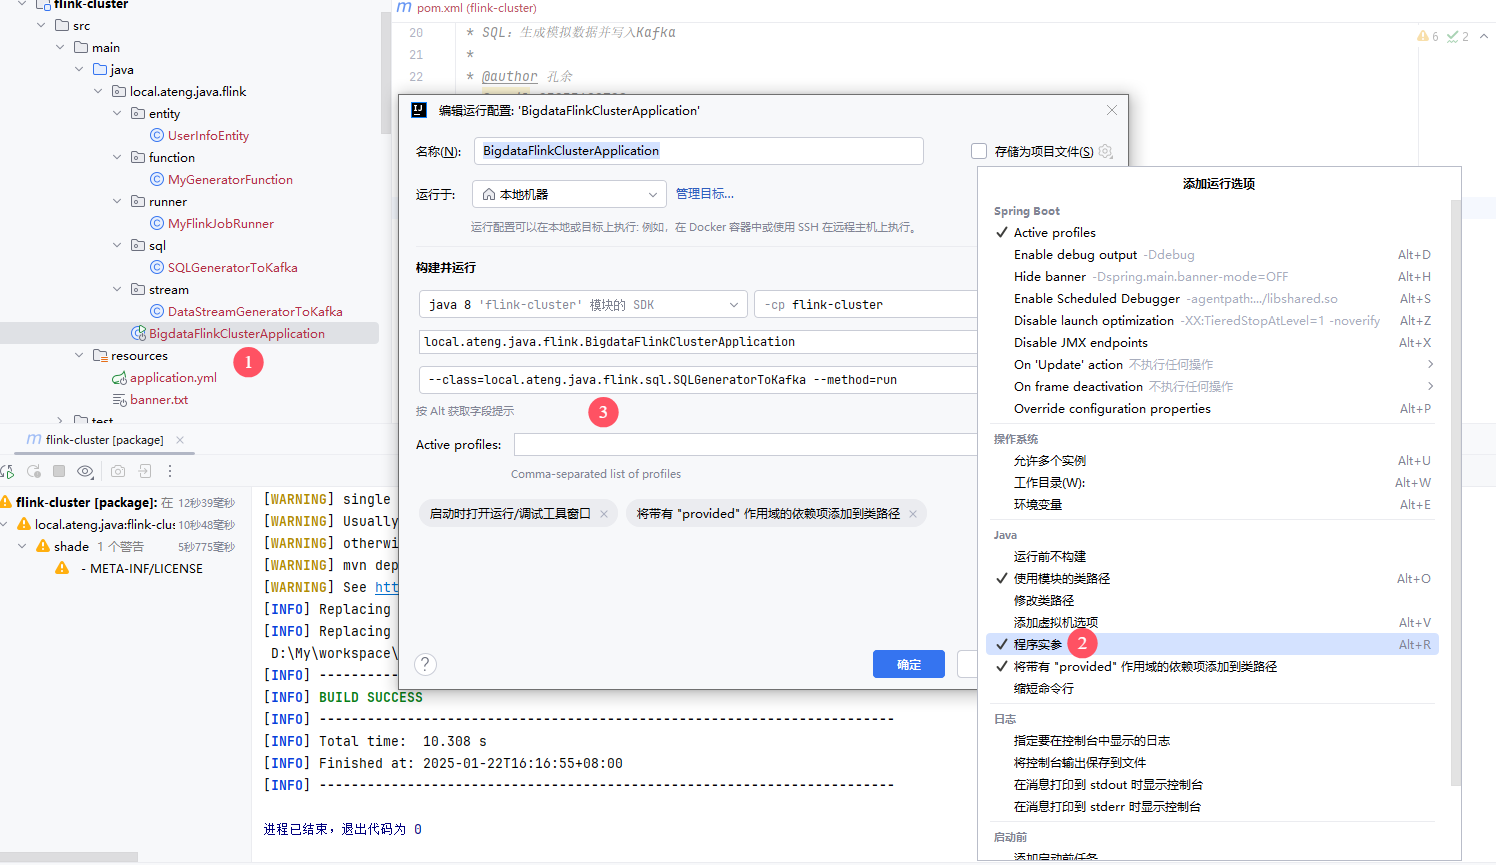 flink-cluster
src
main
java
local.ateng.java.flink
entity
UserInfoEntity
function
MyGeneratorFunction
runner
MyFlinkJobRunner
sql
SQLGeneratorToKafka
stream
DataStreamGeneratorToKafka
BigdataFlinkClusterApplication
1
resources
application.yml
banner.txt
test
m pom.xml (flink-cluster)
20 * SQL：生成模拟数据并写入Kafka
21 *
22 * @author 孔余
6 2
编辑运行配置: 'BigdataFlinkClusterApplication'
名称(N): BigdataFlinkClusterApplication
存储为项目文件(S)
运行于: 本地机器 管理目标...
运行配置可以在本地或目标上执行: 例如，在 Docker 容器中或使用 SSH 在远程主机上执行。
构建并运行
java 8 'flink-cluster' 模块的 SDK
-cp flink-cluster
local.ateng.java.flink.BigdataFlinkClusterApplication
--class=local.ateng.java.flink.sql.SQLGeneratorToKafka --method=run
按 Alt 获取字段提示
3
Active profiles:
Comma-separated list of profiles
启动时打开运行/调试工具窗口 ×
将带有 "provided" 作用域的依赖项添加到类路径 ×
?
确定
添加运行选项
Spring Boot
Active profiles
Enable debug output -Ddebug Alt+D
Hide banner -Dspring.main.banner-mode=OFF Alt+H
Enable Scheduled Debugger -agentpath:.../libshared.so Alt+S
Disable launch optimization -XX:TieredStopAtLevel=1 -noverify Alt+Z
Disable JMX endpoints Alt+X
On 'Update' action 不执行任何操作
On frame deactivation 不执行任何操作
Override configuration properties Alt+P
操作系统
允许多个实例 Alt+U
工作目录(W): Alt+W
环境变量 Alt+E
Java
运行前不构建
使用模块的类路径 Alt+O
修改类路径
添加虚拟机选项 Alt+V
程序实参 2 Alt+R
将带有 "provided" 作用域的依赖项添加到类路径
缩短命令行
日志
指定要在控制台中显示的日志
将控制台输出保存到文件
在消息打印到 stdout 时显示控制台
在消息打印到 stderr 时显示控制台
启动前
添加启动前任务
m flink-cluster [package] ×
flink-cluster [package]: 在 12秒39毫秒
local.ateng.java:flink-clus 10秒48毫秒
shade 1 个警告 5秒775毫秒
- META-INF/LICENSE
[WARNING] single
[WARNING] Usually
[WARNING] otherwi
[WARNING] mvn dep
[WARNING] See htt
[INFO] Replacing
[INFO] Replacing
D:\My\workspace\
[INFO] ----------
[INFO] BUILD SUCCESS
[INFO] ------------------------------------------------------------------------
[INFO] Total time:  10.308 s
[INFO] Finished at: 2025-01-22T16:16:55+08:00
[INFO] ------------------------------------------------------------------------
进程已结束，退出代码为 0